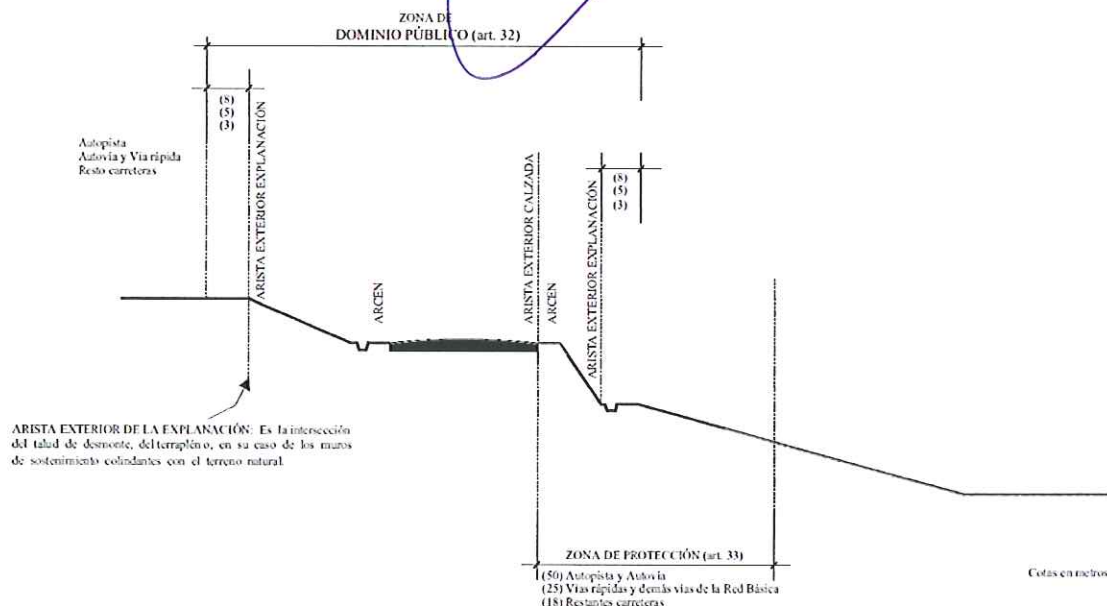 ZONA DE
DOMINIO PÚBLICO (art. 32)
(8)
(5)
(3)
Autopista
Autovía y Vía rápida
Resto carreteras
ARISTA EXTERIOR EXPLANACIÓN
ARCEN
ARISTA EXTERIOR CALZADA
ARCEN
ARISTA EXTERIOR EXPLANACIÓN
(8)
(5)
(3)
ARISTA EXTERIOR DE LA EXPLANACIÓN: Es la intersección
del talud de desmonte, del terraplén o, en su caso de los muros
de sostenimiento colindantes con el terreno natural.
ZONA DE PROTECCIÓN (art. 33)
(50) Autopista y Autovía
(25) Vías rápidas y demás vías de la Red Básica
(18) Restantes carreteras
Cotas en metros